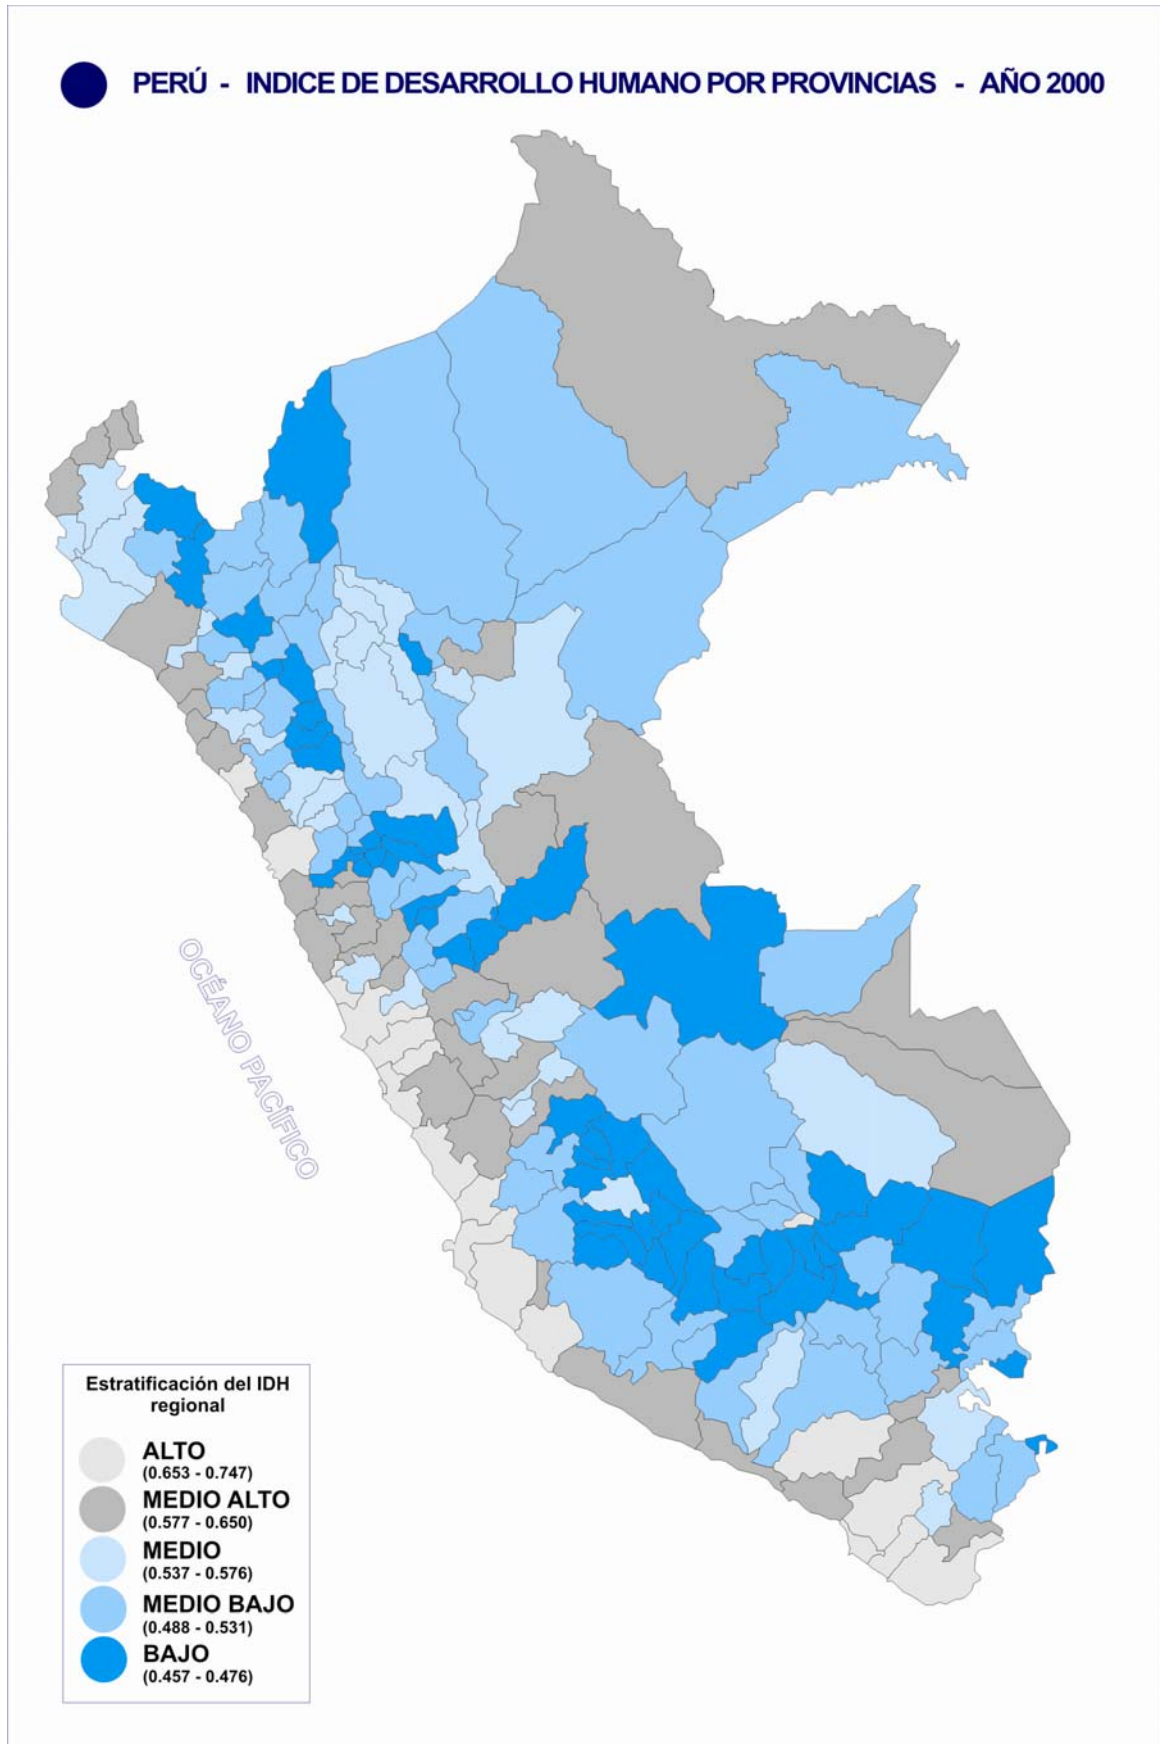 PERÚ - INDICE DE DESARROLLO HUMANO POR PROVINCIAS - AÑO 2000
OCÉANO PACÍFICO
Estratificación del IDH
regional
ALTO
(0.653 - 0.747)
MEDIO ALTO
(0.577 - 0.650)
MEDIO
(0.537 - 0.576)
MEDIO BAJO
(0.488 - 0.531)
BAJO
(0.457 - 0.476)